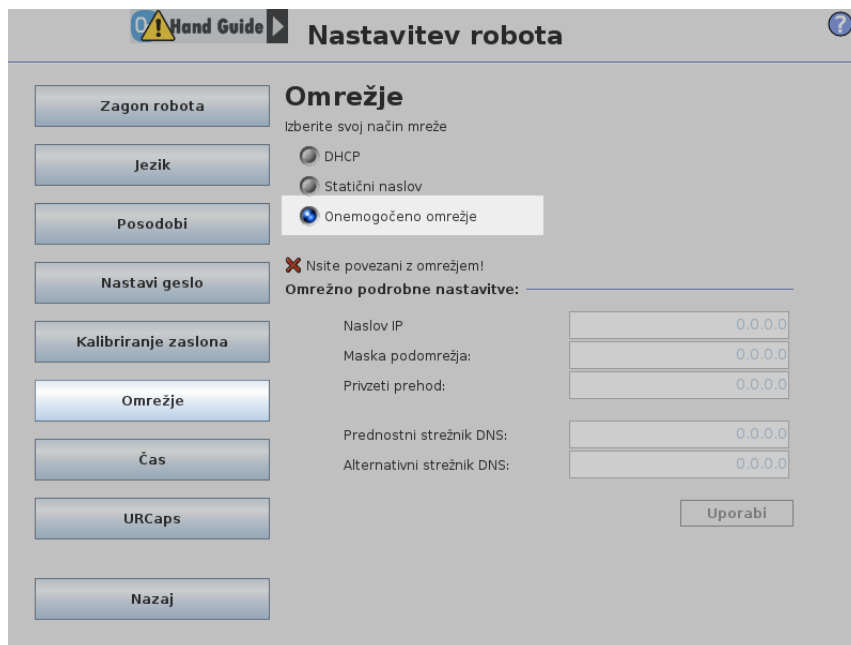 Hand Guide
Nastavitev robota
?
Zagon robota
Jezik
Posodobi
Nastavi geslo
Kalibriranje zaslona
Omrežje
Čas
URCaps
Nazaj
Omrežje
Izberite svoj način mreže
DHCP
Statični naslov
Onemogočeno omrežje
Nsite povezani z omrežjem!
Omrežno podrobne nastavitve:
Naslov IP 0.0.0.0
Maska podomrežja: 0.0.0.0
Privzeti prehod: 0.0.0.0
Prednostni strežnik DNS: 0.0.0.0
Alternativni strežnik DNS: 0.0.0.0
Uporabi